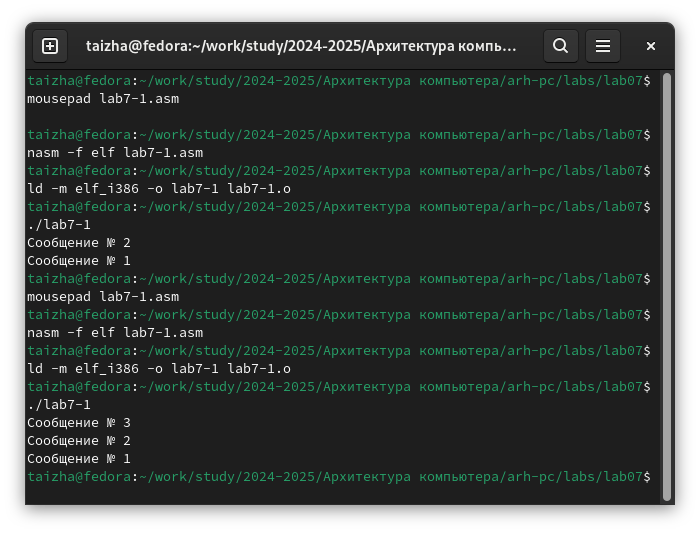 taizha@fedora:~/work/study/2024-2025/Архитектура компь...
taizha@fedora:~/work/study/2024-2025/Архитектура компьютера/arh-pc/labs/lab07$
mousepad lab7-1.asm
taizha@fedora:~/work/study/2024-2025/Архитектура компьютера/arh-pc/labs/lab07$
nasm -f elf lab7-1.asm
taizha@fedora:~/work/study/2024-2025/Архитектура компьютера/arh-pc/labs/lab07$
ld -m elf_i386 -o lab7-1 lab7-1.o
taizha@fedora:~/work/study/2024-2025/Архитектура компьютера/arh-pc/labs/lab07$
./lab7-1
Сообщение № 2
Сообщение № 1
taizha@fedora:~/work/study/2024-2025/Архитектура компьютера/arh-pc/labs/lab07$
mousepad lab7-1.asm
taizha@fedora:~/work/study/2024-2025/Архитектура компьютера/arh-pc/labs/lab07$
nasm -f elf lab7-1.asm
taizha@fedora:~/work/study/2024-2025/Архитектура компьютера/arh-pc/labs/lab07$
ld -m elf_i386 -o lab7-1 lab7-1.o
taizha@fedora:~/work/study/2024-2025/Архитектура компьютера/arh-pc/labs/lab07$
./lab7-1
Сообщение № 3
Сообщение № 2
Сообщение № 1
taizha@fedora:~/work/study/2024-2025/Архитектура компьютера/arh-pc/labs/lab07$